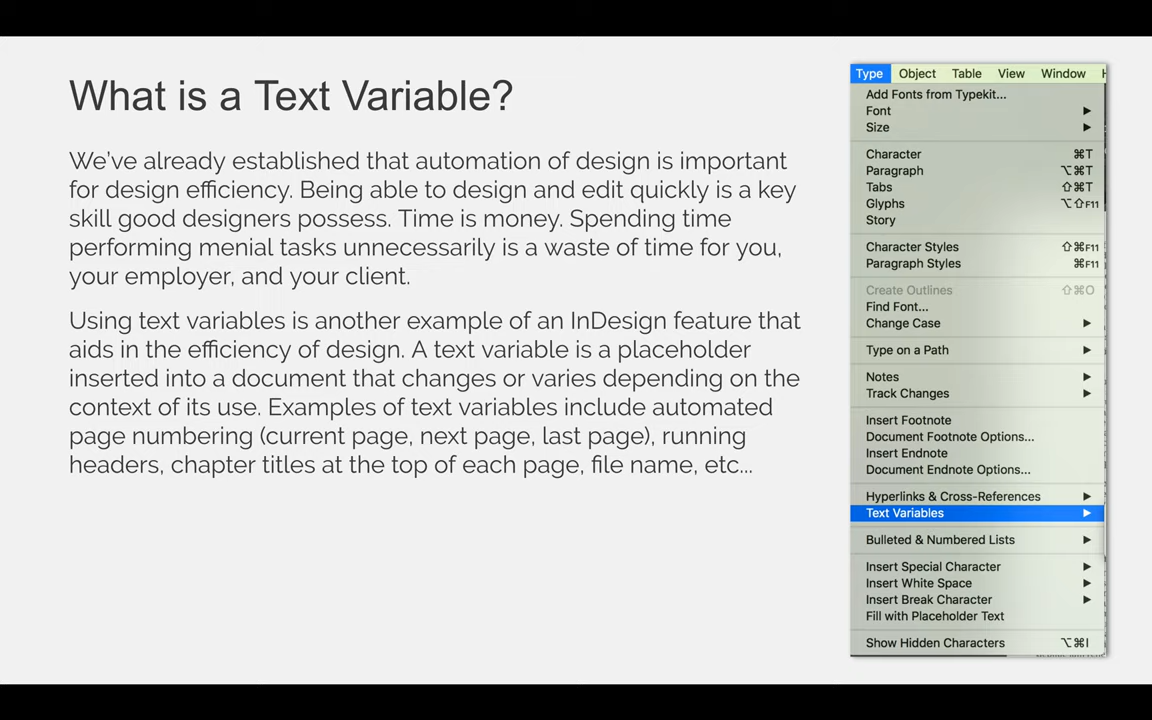 What is a Text Variable?
We've already established that automation of design is important
for design efficiency. Being able to design and edit quickly is a key
skill good designers possess. Time is money. Spending time
performing menial tasks unnecessarily is a waste of time for you,
your employer, and your client.
Using text variables is another example of an InDesign feature that
aids in the efficiency of design. A text variable is a placeholder
inserted into a document that changes or varies depending on the
context of its use. Examples of text variables include automated
page numbering (current page, next page, last page), running
headers, chapter titles at the top of each page, file name, etc...
Type Object Table View Window
Add Fonts from Typekit...
Font ▶
Size ▶
Character ⌘T
Paragraph ⌥⌘T
Tabs ⇧⌘T
Glyphs ⌥⇧F11
Story
Character Styles ⇧⌘F11
Paragraph Styles ⌘F11
Create Outlines ⇧⌘O
Find Font...
Change Case ▶
Type on a Path ▶
Notes ▶
Track Changes ▶
Insert Footnote
Document Footnote Options...
Insert Endnote
Document Endnote Options...
Hyperlinks & Cross-References ▶
Text Variables ▶
Bulleted & Numbered Lists ▶
Insert Special Character ▶
Insert White Space ▶
Insert Break Character ▶
Fill with Placeholder Text
Show Hidden Characters ⌥⌘I